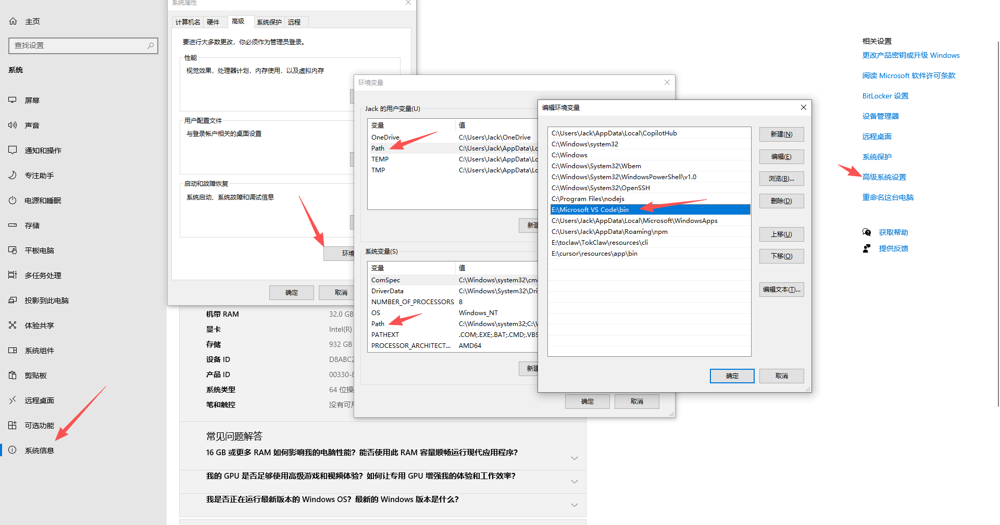 主页
查找设置
系统
屏幕
声音
通知和操作
专注助手
电源和睡眠
存储
平板电脑
多任务处理
投影到此电脑
体验共享
系统组件
剪贴板
远程桌面
可选功能
系统信息
系统属性
计算机名 硬件 高级 系统保护 远程
要进行大多数更改，你必须作为管理员登录。
性能
视觉效果，处理器计划，内存使用，以及虚拟内存
用户配置文件
与登录帐户相关的桌面设置
启动和故障恢复
系统启动、系统故障和调试信息
环境
确定 取消
机带 RAM 32.0 GB
显卡 Intel(R)
存储 932 GB
设备 ID D8ABC2
产品 ID 00330-8
系统类型 64 位操
笔和触控 没有可
常见问题解答
16 GB 或更多 RAM 如何影响我的电脑性能？能否使用此 RAM 容量顺畅运行现代应用程序？
我的 GPU 是否足够使用高级游戏和视频体验？如何让专用 GPU 增强我的体验和工作效率？
我是否正在运行最新版本的 Windows OS？最新的 Windows 版本是什么？
环境变量
Jack 的用户变量(U)
变量 值
OneDrive C:\Users\Jack\OneDrive
Path C:\Users\Jack\AppData\Lo
TEMP C:\Users\Jack\AppData\Lo
TMP C:\Users\Jack\AppData\Lo
新建
系统变量(S)
变量 值
ComSpec C:\Windows\system32\cm
DriverData C:\Windows\System32\Dri
NUMBER_OF_PROCESSORS 8
OS Windows_NT
Path C:\Windows\system32;C:\W
PATHEXT .COM;.EXE;.BAT;.CMD;.VBS
PROCESSOR_ARCHITECT... AMD64
新建
确定 取消
编辑环境变量
C:\Users\Jack\AppData\Local\CopilotHub
C:\Windows\system32
C:\Windows
C:\Windows\System32\Wbem
C:\Windows\System32\WindowsPowerShell\v1.0
C:\Windows\System32\OpenSSH
C:\Program Files\nodejs
E:\Microsoft VS Code\bin
C:\Users\Jack\AppData\Local\Microsoft\WindowsApps
C:\Users\Jack\AppData\Roaming\npm
E:\toclaw\TokClaw\resources\cli
E:\cursor\resources\app\bin
新建(N)
编辑(E)
浏览(B)...
删除(D)
上移(U)
下移(O)
编辑文本(T)...
确定 取消
相关设置
更改产品密钥或升级 Windows
阅读 Microsoft 软件许可条款
BitLocker 设置
设备管理器
远程桌面
系统保护
高级系统设置
重命名这台电脑
获取帮助
提供反馈